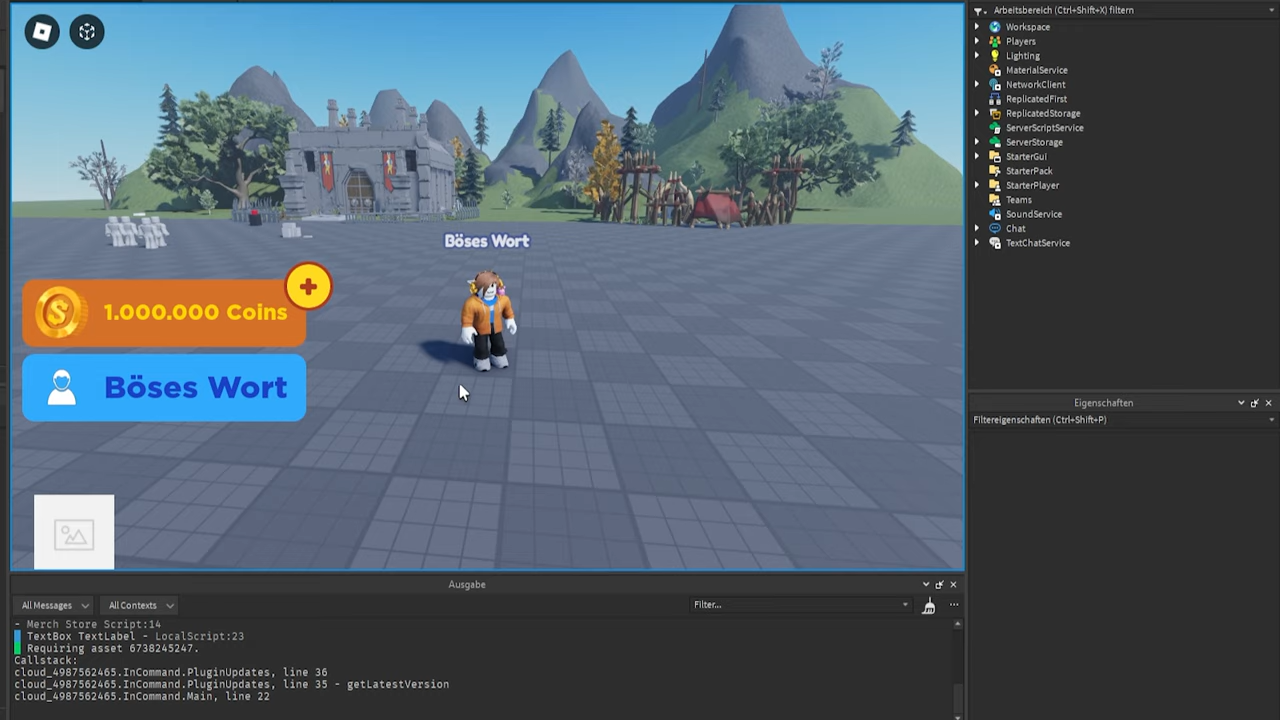 Arbeitsbereich (Ctrl+Shift+X) filtern
Workspace
Players
Lighting
MaterialService
NetworkClient
ReplicatedFirst
ReplicatedStorage
ServerScriptService
ServerStorage
StarterGui
StarterPack
StarterPlayer
Teams
SoundService
Chat
TextChatService
Böses Wort
1.000.000 Coins
+
Böses Wort
Eigenschaften
Filtereigenschaften (Ctrl+Shift+P)
Ausgabe
All Messages
All Contexts
Filter...
- Merch Store Script:14
TextBox TextLabel - LocalScript:23
Requiring asset 6738245247.
Callstack:
cloud_4987562465.InCommand.PluginUpdates, line 36
cloud_4987562465.InCommand.PluginUpdates, line 35 - getLatestVersion
cloud_4987562465.InCommand.Main, line 22